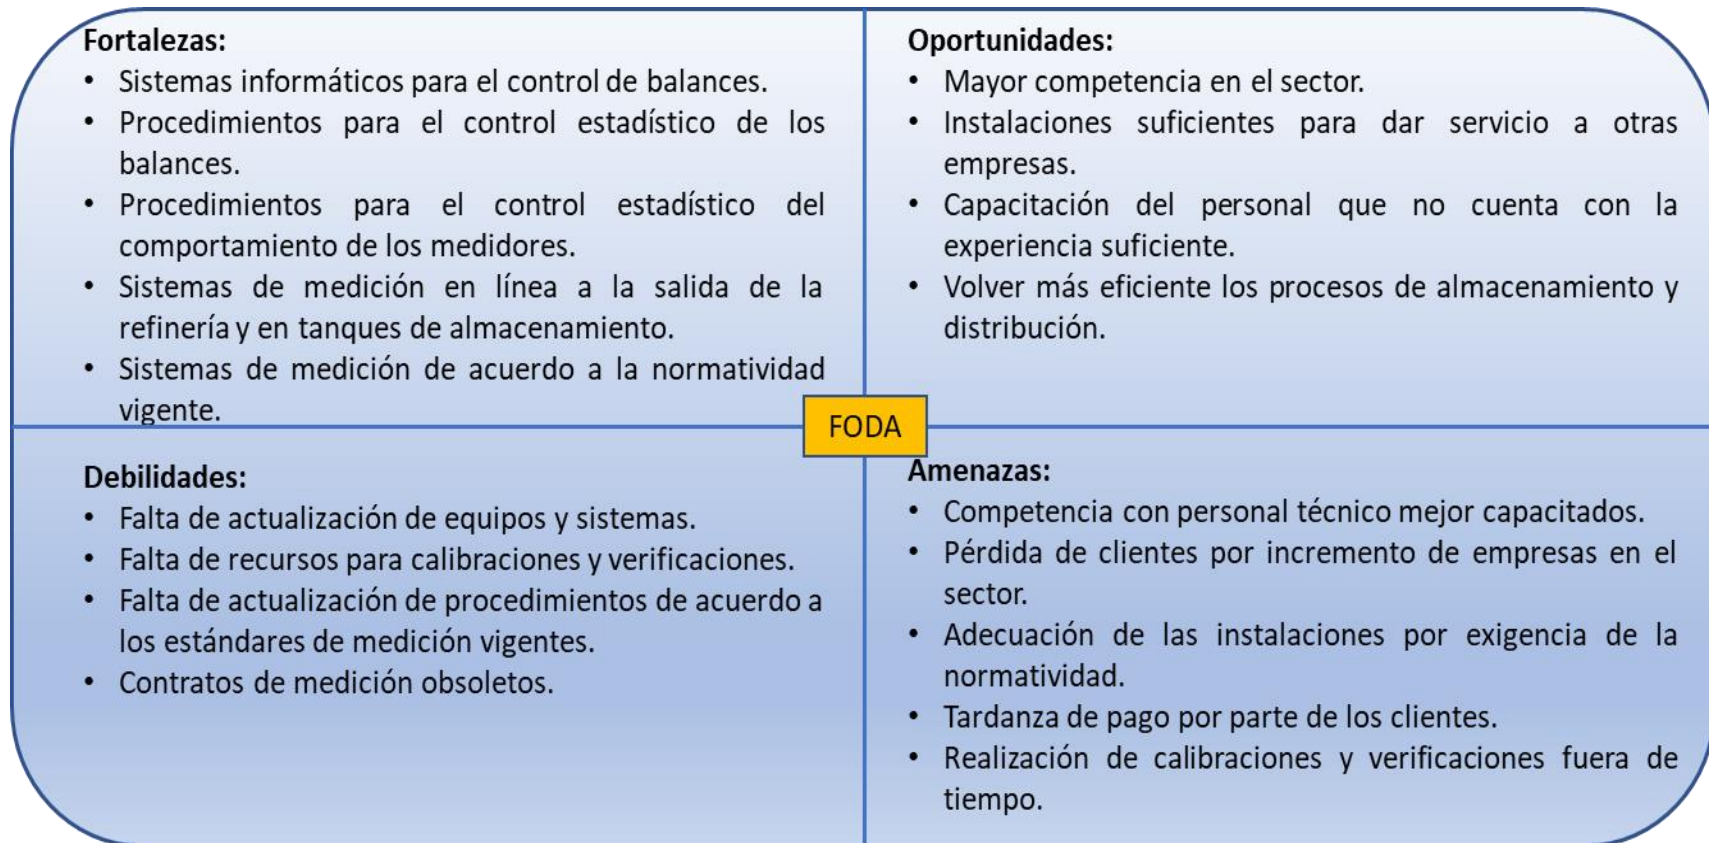 Fortalezas:
• Sistemas informáticos para el control de balances.
• Procedimientos para el control estadístico de los
balances.
• Procedimientos para el control estadístico del
comportamiento de los medidores.
• Sistemas de medición en línea a la salida de la
refinería y en tanques de almacenamiento.
• Sistemas de medición de acuerdo a la normatividad
vigente.
Oportunidades:
• Mayor competencia en el sector.
• Instalaciones suficientes para dar servicio a otras
empresas.
• Capacitación del personal que no cuenta con la
experiencia suficiente.
• Volver más eficiente los procesos de almacenamiento y
distribución.
FODA
Debilidades:
• Falta de actualización de equipos y sistemas.
• Falta de recursos para calibraciones y verificaciones.
• Falta de actualización de procedimientos de acuerdo a
los estándares de medición vigentes.
• Contratos de medición obsoletos.
Amenazas:
• Competencia con personal técnico mejor capacitados.
• Pérdida de clientes por incremento de empresas en el
sector.
• Adecuación de las instalaciones por exigencia de la
normatividad.
• Tardanza de pago por parte de los clientes.
• Realización de calibraciones y verificaciones fuera de
tiempo.